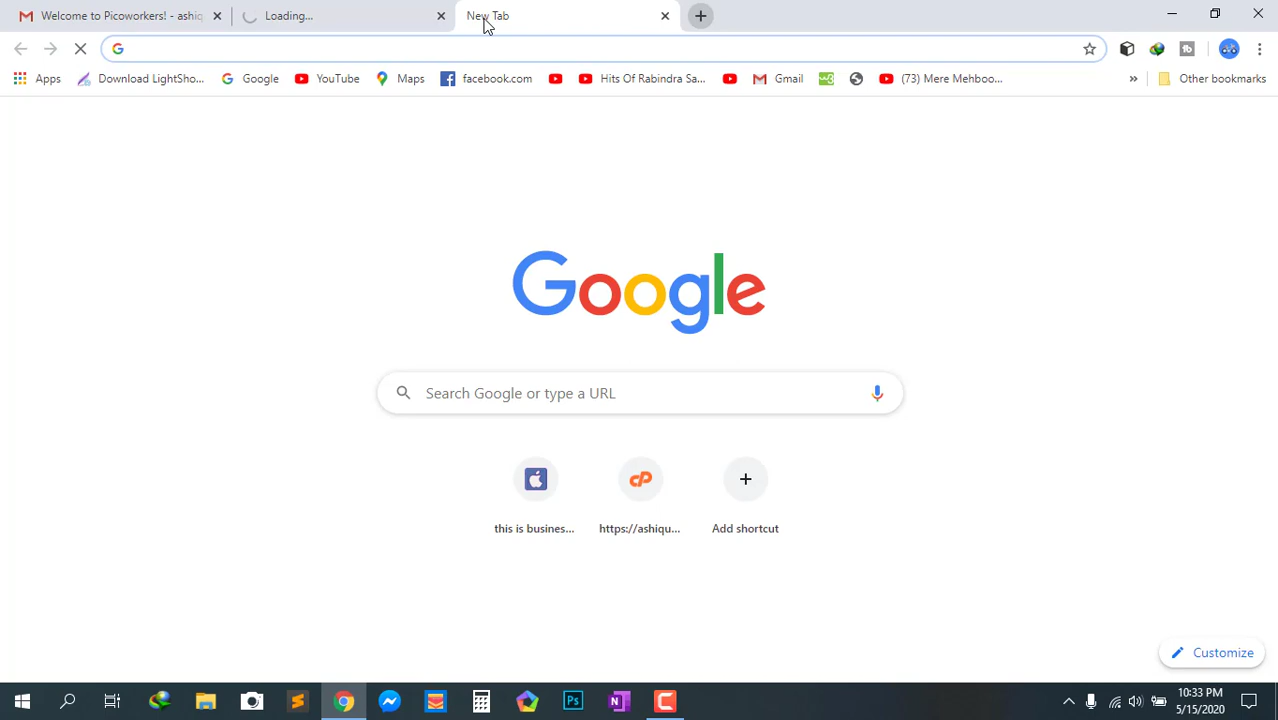 Welcome to Picoworkers! - ashiq
Loading...
New Tab
Apps
Download LightSho...
Google
YouTube
Maps
facebook.com
Hits Of Rabindra Sa...
Gmail
(73) Mere Mehboo...
»
Other bookmarks
Google
Search Google or type a URL
this is busines...
https://ashiqu...
Add shortcut
Customize
Ps
N
10:33 PM
5/15/2020